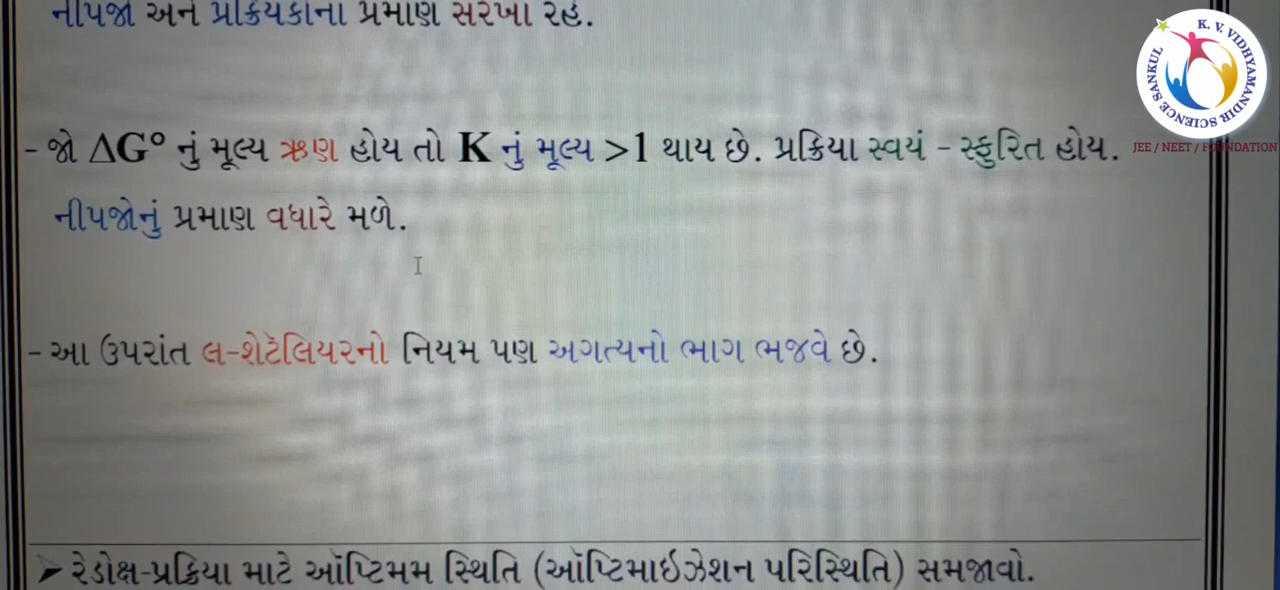 નીપજો અને પ્રક્રિયકોના પ્રમાણ સરખા રહે.
K. V. VIDHYAMANDIR SCIENCE SANKUL
- જો ΔG° નું મૂલ્ય ઋણ હોય તો K નું મૂલ્ય >1 થાય છે. પ્રક્રિયા સ્વયં - સ્ફુરિત હોય.
JEE / NEET / FOUNDATION
નીપજોનું પ્રમાણ વધારે મળે.
- આ ઉપરાંત લ-શેટૅલિયરનો નિયમ પણ અગત્યનો ભાગ ભજવે છે.
➤ રેડોક્ષ-પ્રક્રિયા માટે ઑપ્ટિમમ સ્થિતિ (ઑપ્ટિમાઇઝેશન પરિસ્થિતિ) સમજાવો.